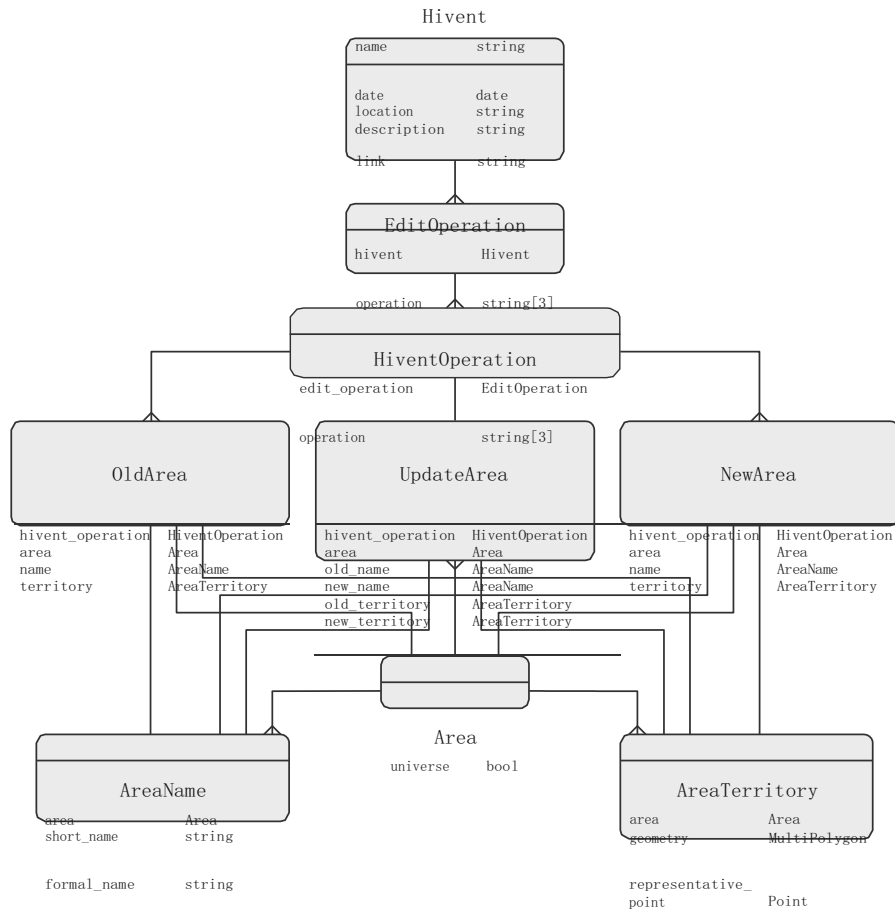 Hivent
name string
date date
location string
description string
link string
EditOperation
hivent Hivent
operation string[3]
HiventOperation
edit_operation EditOperation
operation string[3]
OldArea
hivent_operation HiventOperation
area Area
name AreaName
territory AreaTerritory
UpdateArea
hivent_operation HiventOperation
area Area
old_name AreaName
new_name AreaName
old_territory AreaTerritory
new_territory AreaTerritory
NewArea
hivent_operation HiventOperation
area Area
name AreaName
territory AreaTerritory
Area
universe bool
AreaName
area Area
short_name string
formal_name string
AreaTerritory
area Area
geometry MultiPolygon
representative_
point Point